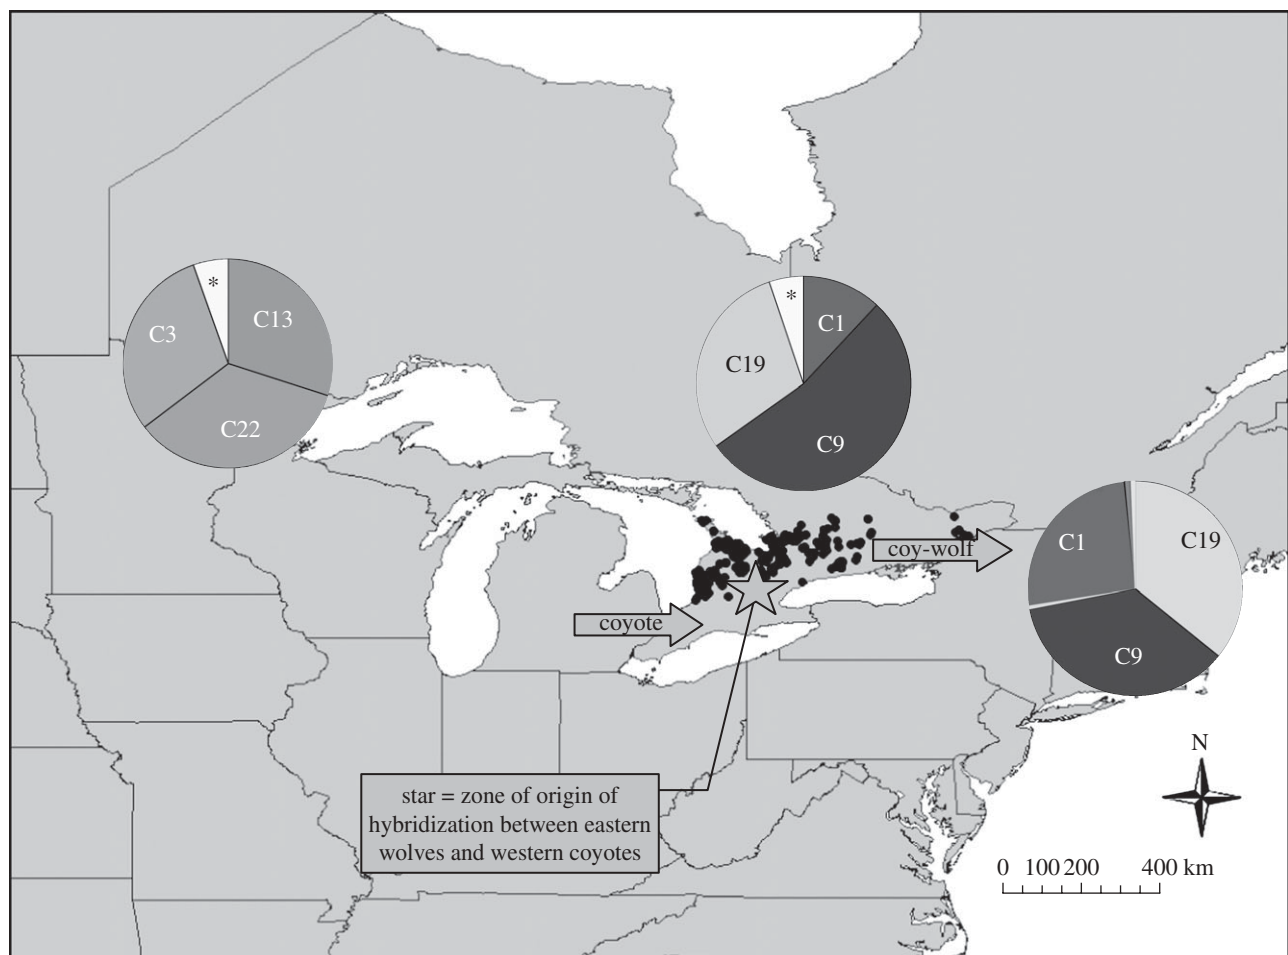 *
C13
C3
C22
*
C1
C19
C9
C1
C19
C9
coy-wolf
coyote
star = zone of origin of
hybridization between eastern
wolves and western coyotes
N
0 100 200 400 km